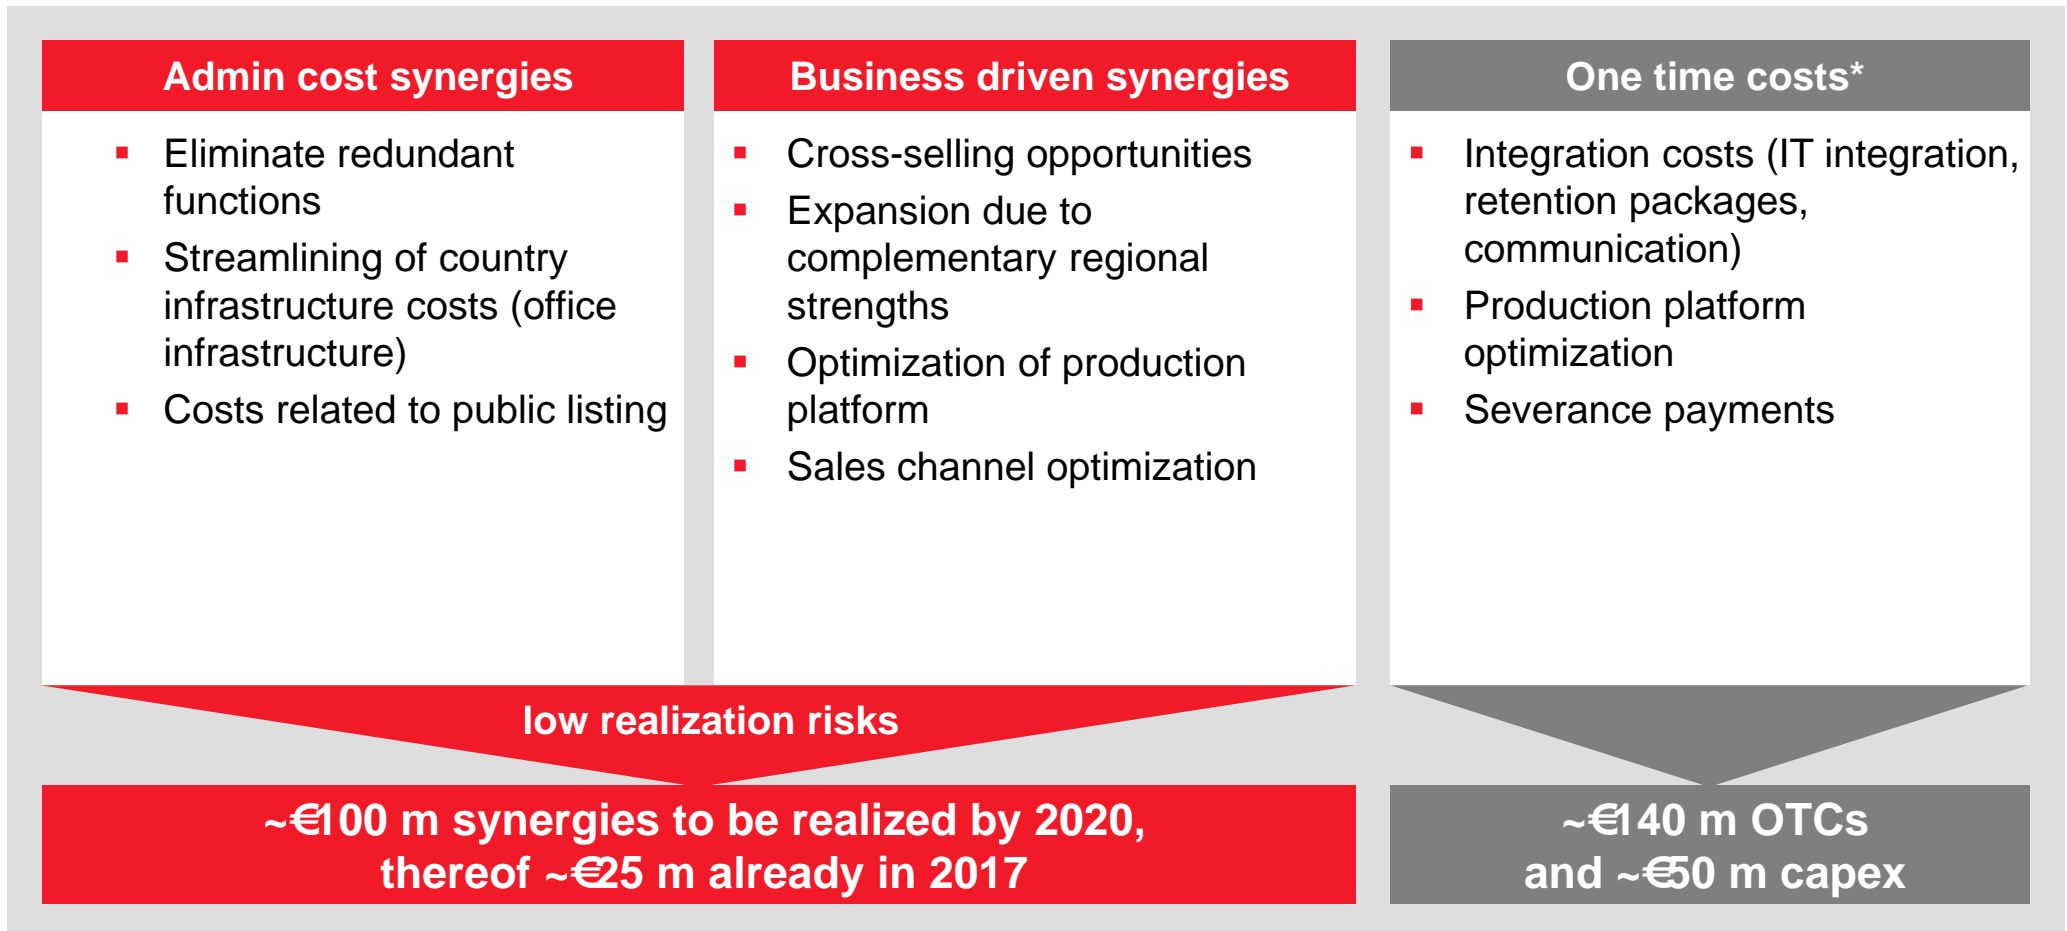 Admin cost synergies
▪ Eliminate redundant
functions
▪ Streamlining of country
infrastructure costs (office
infrastructure)
▪ Costs related to public listing
Business driven synergies
▪ Cross-selling opportunities
▪ Expansion due to
complementary regional
strengths
▪ Optimization of production
platform
▪ Sales channel optimization
One time costs*
▪ Integration costs (IT integration,
retention packages,
communication)
▪ Production platform
optimization
▪ Severance payments
low realization risks
~€100 m synergies to be realized by 2020,
thereof ~€25 m already in 2017
~€140 m OTCs
and ~€50 m capex